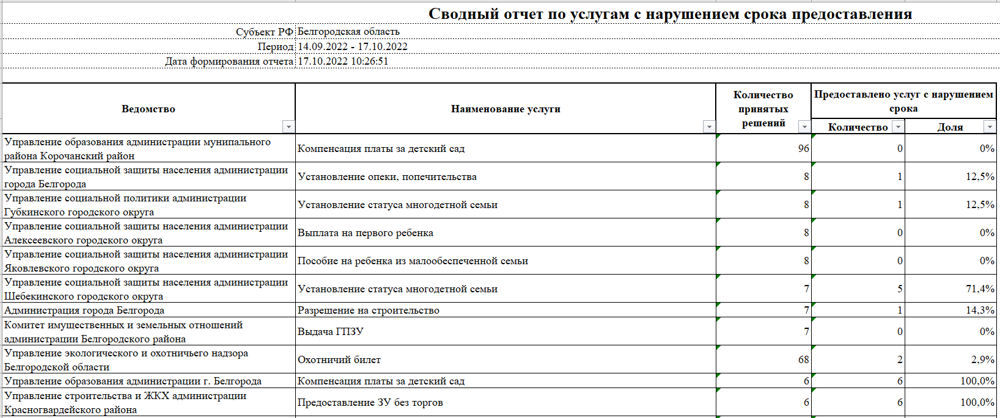 Сводный отчет по услугам с нарушением срока предоставления
Субъект РФ Белгородская область
Период 14.09.2022 - 17.10.2022
Дата формирования отчета 17.10.2022 10:26:51
Ведомство
Наименование услуги
Количество
принятых
решений
Предоставлено услуг с нарушением
срока
Количество
Доля
Управление образования администрации мунипального
района Корочанский район
Компенсация платы за детский сад 96 0 0%
Управление социальной защиты населения администрации
города Белгорода
Установление опеки, попечительства 8 1 12,5%
Управление социальной политики администрации
Губкинского городского округа
Установление статуса многодетной семьи 8 1 12,5%
Управление социальной защиты населения администрации
Алексеевского городского округа
Выплата на первого ребенка 8 0 0%
Управление социальной защиты населения администрации
Яковлевского городского округа
Пособие на ребенка из малообеспеченной семьи 8 0 0%
Управление социальной защиты населения администрации
Шебекинского городского округа
Установление статуса многодетной семьи 7 5 71,4%
Администрация города Белгорода Разрешение на строительство 7 1 14,3%
Комитет имущественных и земельных отношений
администрации Белгородского района
Выдача ГПЗУ 7 0 0%
Управление экологического и охотничьего надзора
Белгородской области
Охотничий билет 68 2 2,9%
Управление образования администрации г. Белгорода Компенсация платы за детский сад 6 6 100,0%
Управление строительства и ЖКХ администрации
Красногвардейского района
Предоставление ЗУ без торгов 6 6 100,0%